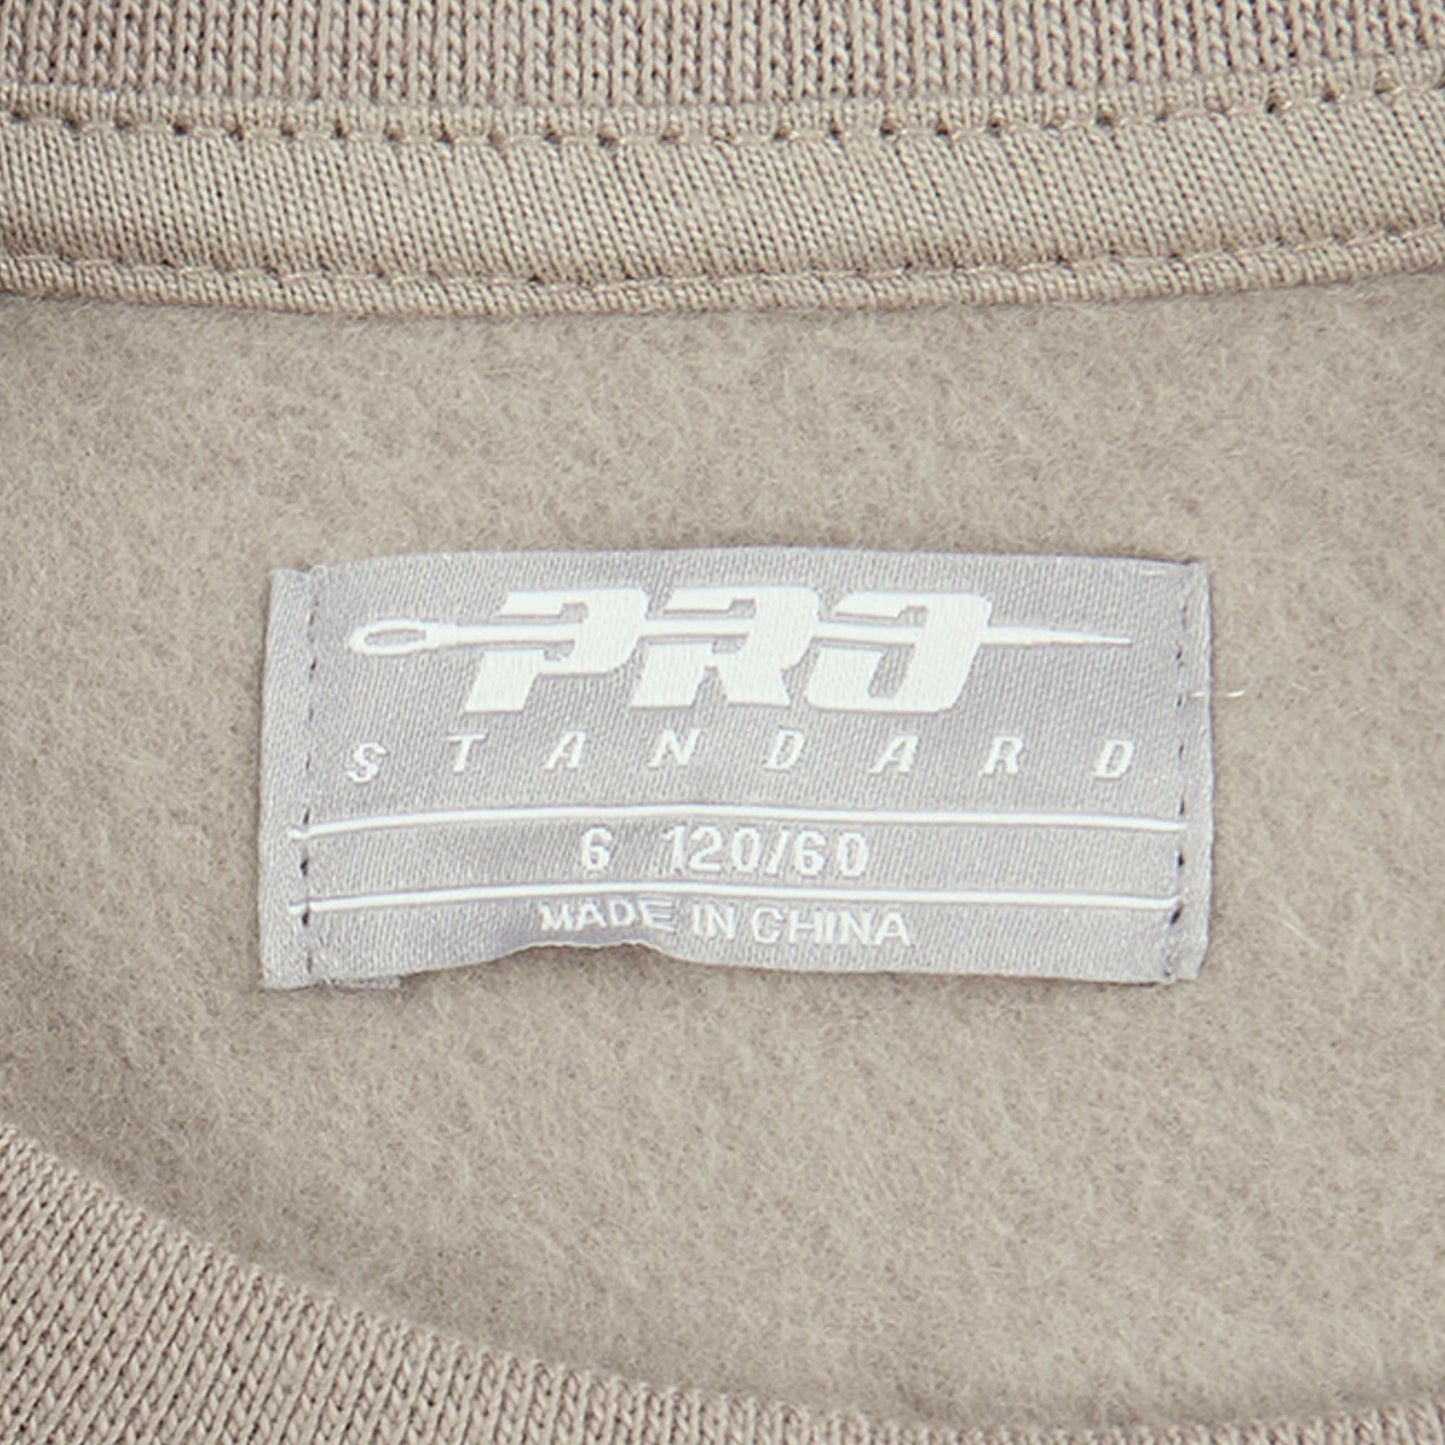 PRO
STANDARD
6 120/60
MADE IN CHINA